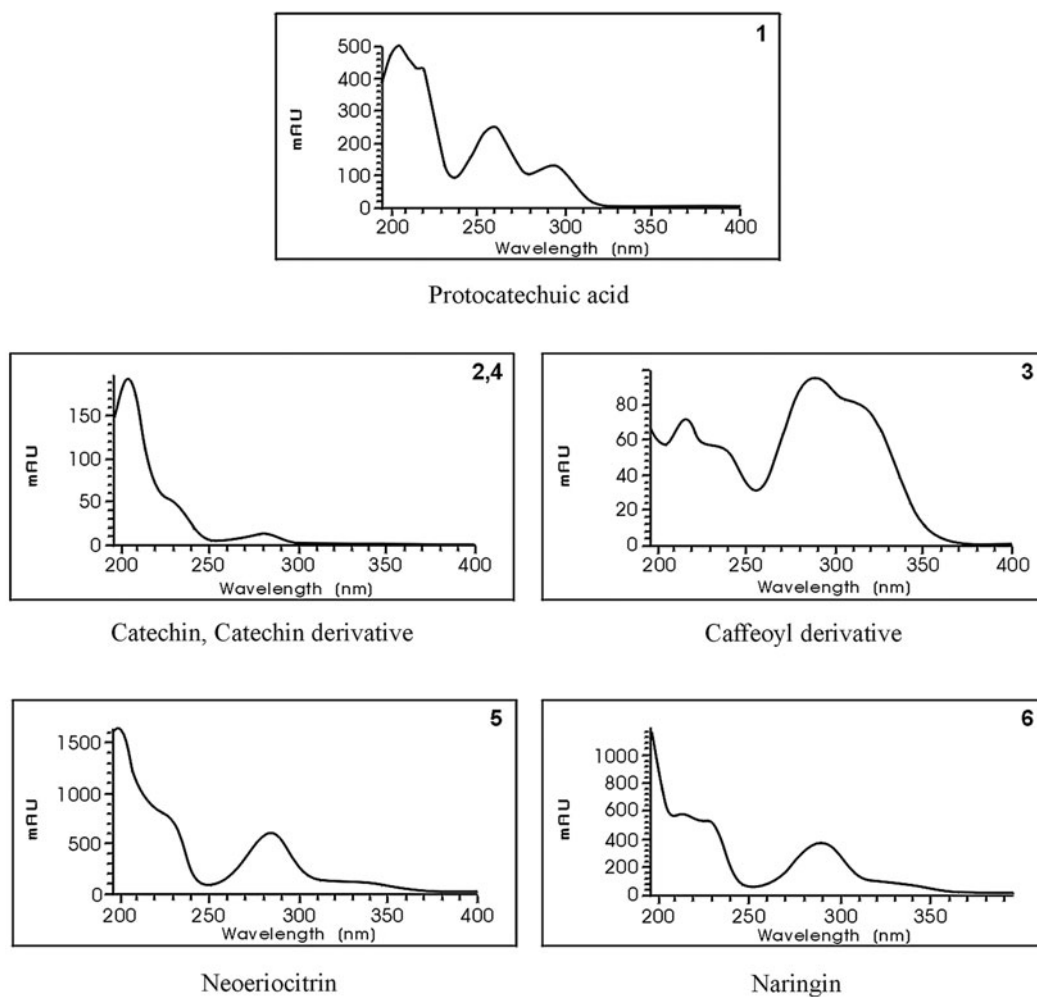 1
500
400
300
200
100
0
mAU
200 250 300 350 400
Wavelength (nm)
Protocatechuic acid
2,4
150
100
50
0
mAU
200 250 300 350 400
Wavelength (nm)
Catechin, Catechin derivative
3
80
60
40
20
0
mAU
200 250 300 350 400
Wavelength (nm)
Caffeoyl derivative
5
1500
1000
500
0
mAU
200 250 300 350 400
Wavelength (nm)
Neoeriocitrin
6
1000
800
600
400
200
0
mAU
200 250 300 350
Wavelength (nm)
Naringin